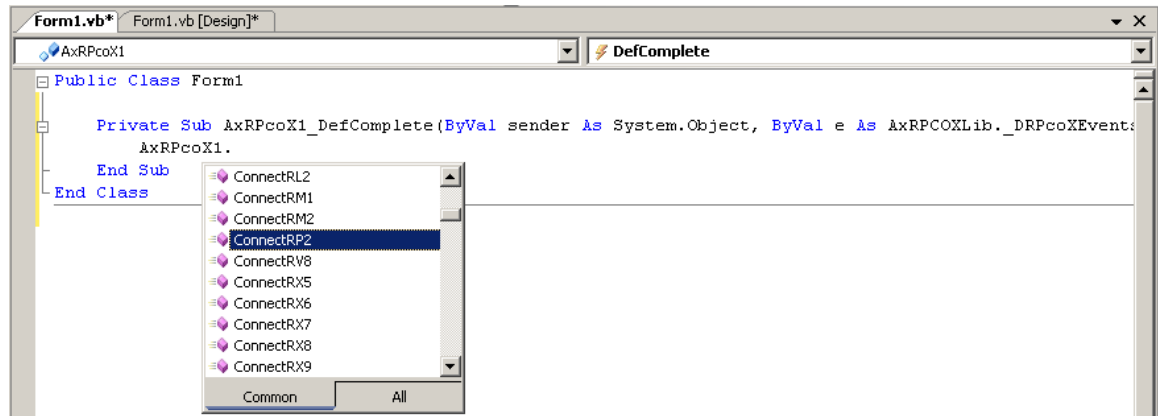 Form1.vb* Form1.vb [Design]*
AxRPcoX1 DefComplete
Public Class Form1
Private Sub AxRPcoX1_DefComplete(ByVal sender As System.Object, ByVal e As AxRPCOXLib._DRPcoXEvents
AxRPcoX1.
End Sub
End Class
ConnectRL2
ConnectRM1
ConnectRM2
ConnectRP2
ConnectRV8
ConnectRX5
ConnectRX6
ConnectRX7
ConnectRX8
ConnectRX9
Common All